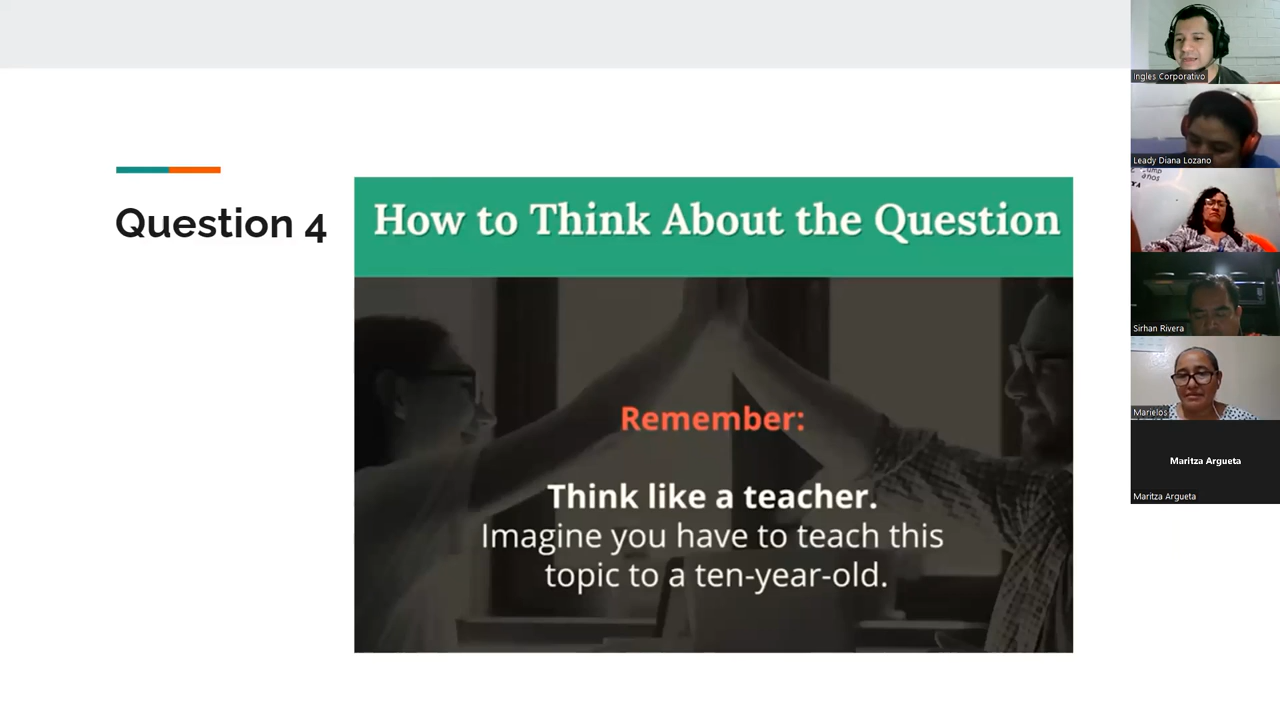 Question 4
How to Think About the Question
Remember:
Think like a teacher.
Imagine you have to teach this
topic to a ten-year-old.
Ingles Corporativo
Leady Diana Lozano
Sirhan Rivera
Marielos
Maritza Argueta
Maritza Argueta